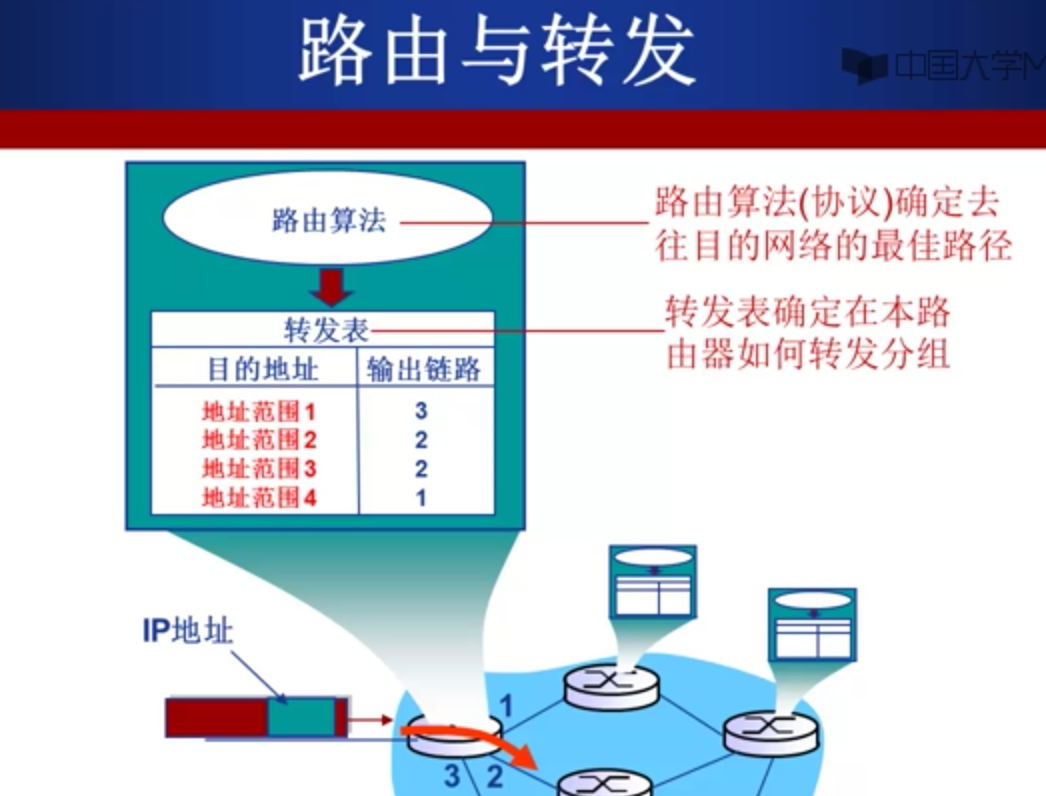 路由与转发
中国大学M
路由算法
路由算法(协议)确定去
往目的网络的最佳路径
转发表
转发表确定在本路
由器如何转发分组
目的地址 输出链路
地址范围1 3
地址范围2 2
地址范围3 2
地址范围4 1
IP地址
1
3 2